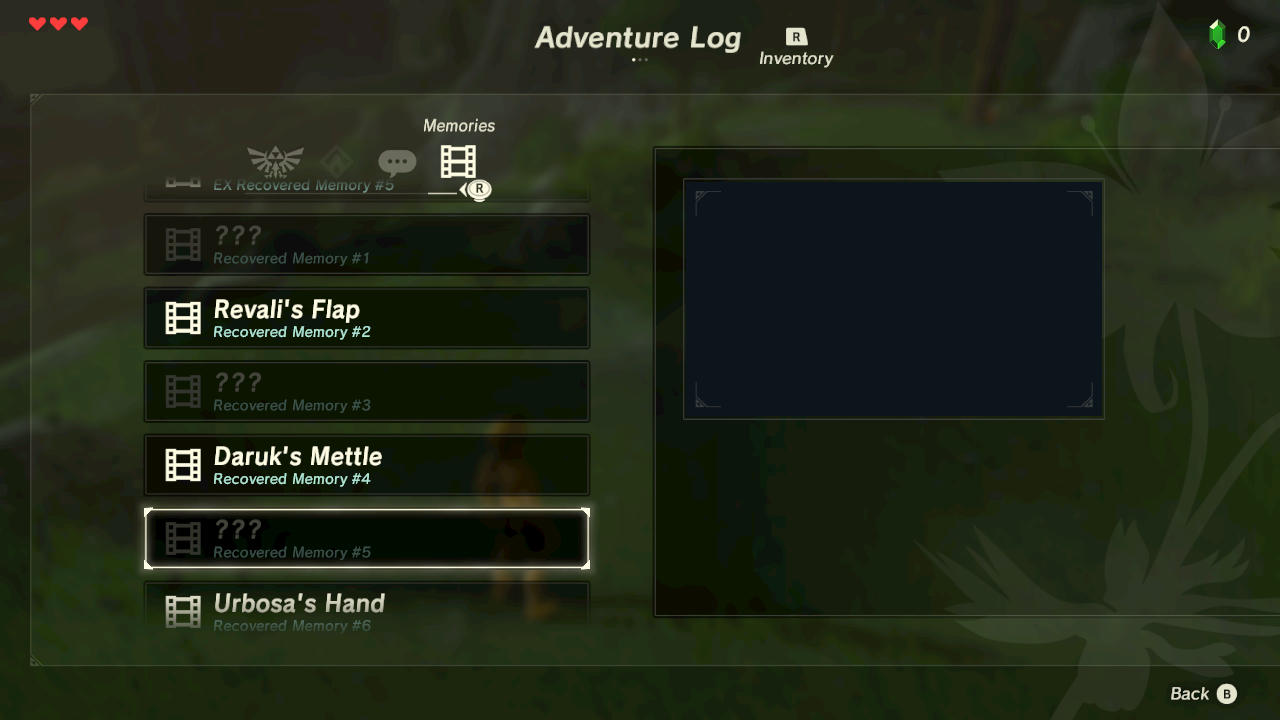 Adventure Log
R
Inventory
0
Memories
R
EX Recovered Memory #5
???
Recovered Memory #1
Revali's Flap
Recovered Memory #2
???
Recovered Memory #3
Daruk's Mettle
Recovered Memory #4
???
Recovered Memory #5
Urbosa's Hand
Recovered Memory #6
Back B